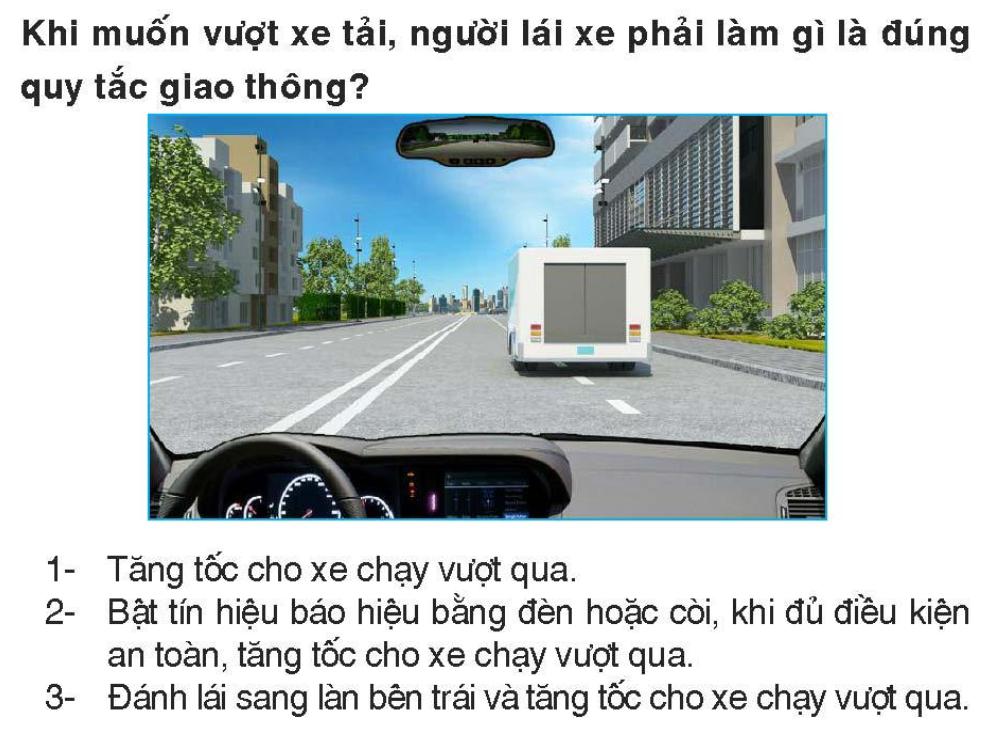 Khi muốn vượt xe tải, người lái xe phải làm gì là đúng
quy tắc giao thông?
1- Tăng tốc cho xe chạy vượt qua.
2- Bật tín hiệu báo hiệu bằng đèn hoặc còi, khi đủ điều kiện
an toàn, tăng tốc cho xe chạy vượt qua.
3- Đánh lái sang làn bên trái và tăng tốc cho xe chạy vượt qua.